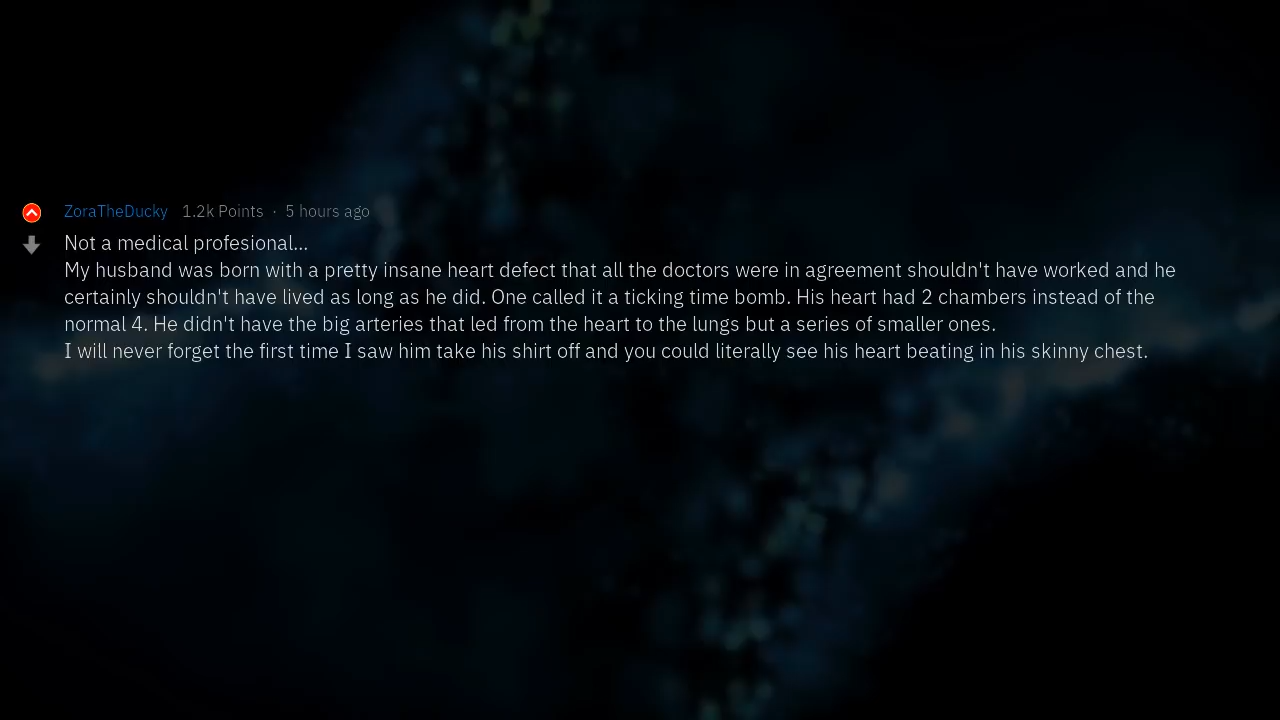 ZoraTheDucky 1.2k Points · 5 hours ago
Not a medical profesional...
My husband was born with a pretty insane heart defect that all the doctors were in agreement shouldn't have worked and he
certainly shouldn't have lived as long as he did. One called it a ticking time bomb. His heart had 2 chambers instead of the
normal 4. He didn't have the big arteries that led from the heart to the lungs but a series of smaller ones.
I will never forget the first time I saw him take his shirt off and you could literally see his heart beating in his skinny chest.